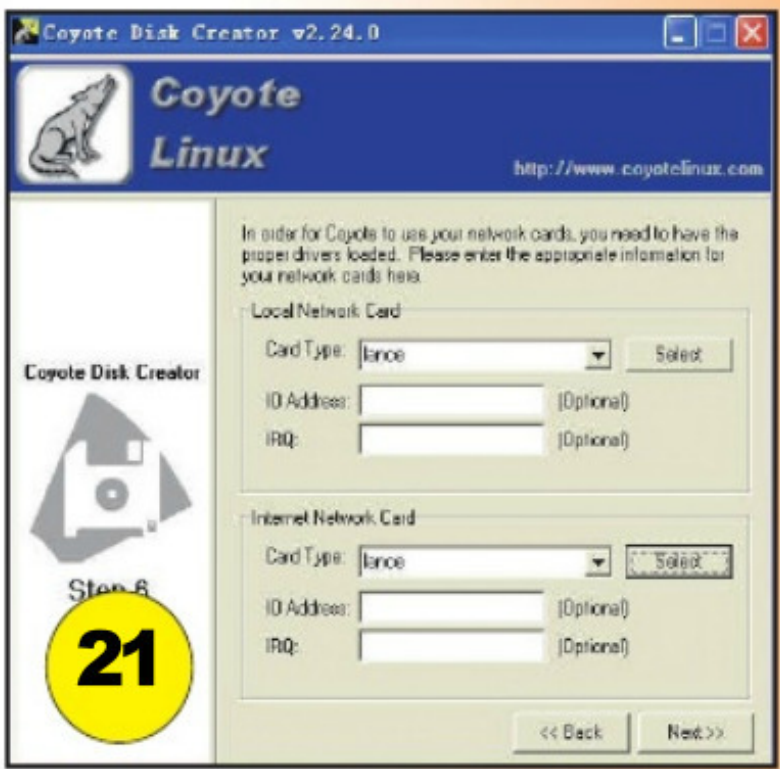 Coyote Disk Creator v2.24.0
Coyote
Linux
http://www.coyotelinux.com
In order for Coyote to use your network cards, you need to have the
proper drivers loaded. Please enter the appropriate information for
your network cards here.
Local Network Card
Card Type: lance Select
IO Address: (Optional)
IRQ: (Optional)
Internet Network Card
Card Type: lance Select
IO Address: (Optional)
IRQ: (Optional)
Coyote Disk Creator
Step 6
21
<< Back Next >>